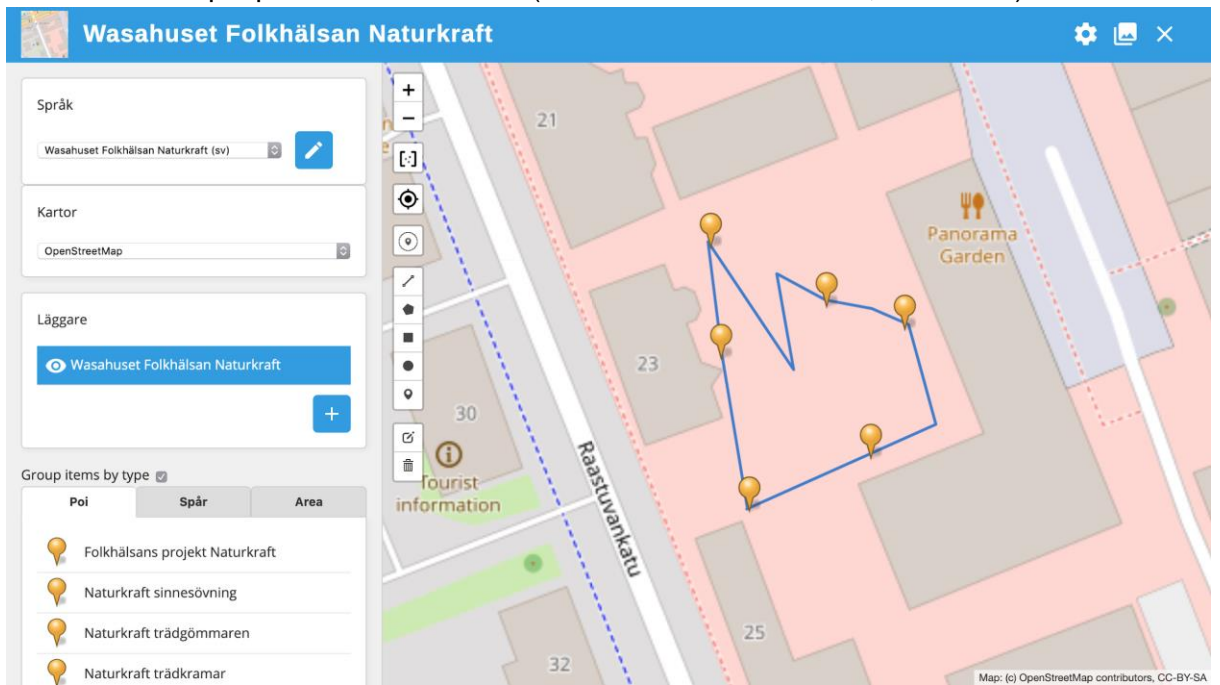 Wasahuset Folkhälsan Naturkraft
Språk
Wasahuset Folkhälsan Naturkraft (sv)
Kartor
OpenStreetMap
Läggare
Wasahuset Folkhälsan Naturkraft
+
Group items by type
Poi Spår Area
Folkhälsans projekt Naturkraft
Naturkraft sinnesövning
Naturkraft trädgömmaren
Naturkraft trädkramar
+
−
21
Panorama
Garden
23
30
Tourist
information
Raastuvankatu
25
32
Map: (c) OpenStreetMap contributors, CC-BY-SA